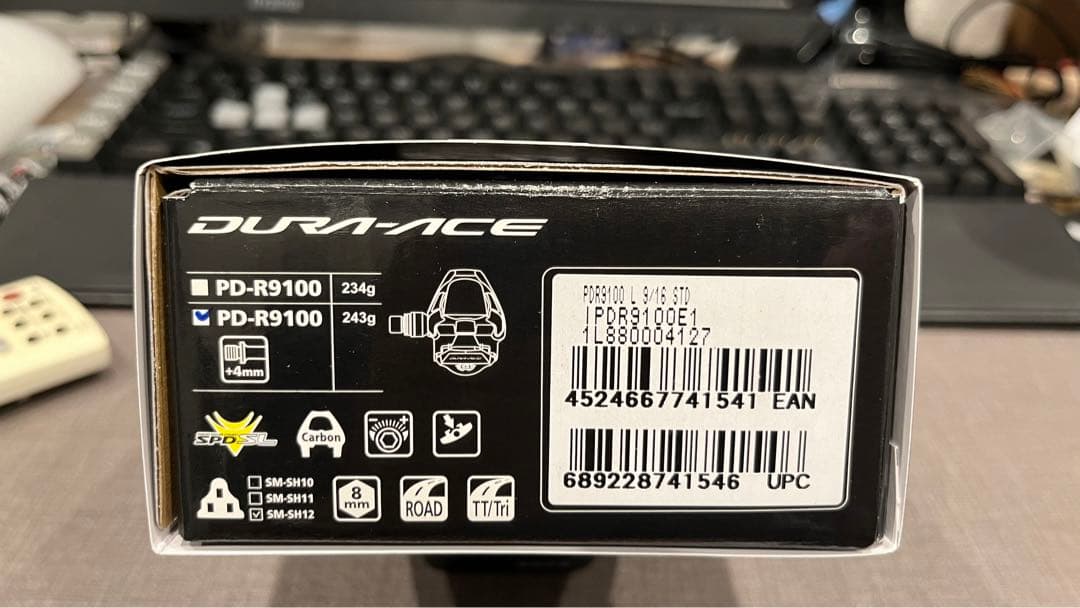 DURA-ACE
PD-R9100 234g
PD-R9100 243g
+4mm
SPD-SL
Carbon
SM-SH10
SM-SH11
SM-SH12
8 mm
ROAD
TT/Tri
PDR9100 L 9/16 STD
IPDR9100E1
1L880004127
4524667741541 EAN
689228741546 UPC